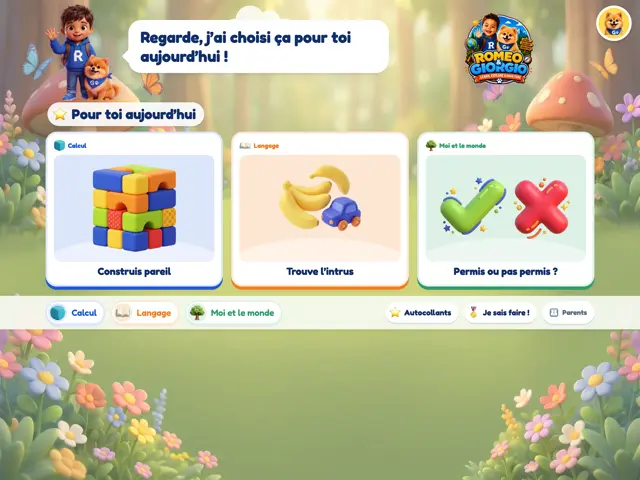 Regarde, j'ai choisi ça pour toi
aujourd'hui !
R
R
G
ROMEO
& GIORGIO
Pour toi aujourd'hui
Calcul
Langage
Moi et le monde
Construis pareil
Trouve l'intrus
Permis ou pas permis ?
Calcul
Langage
Moi et le monde
Autocollants
Je sais faire !
Parents